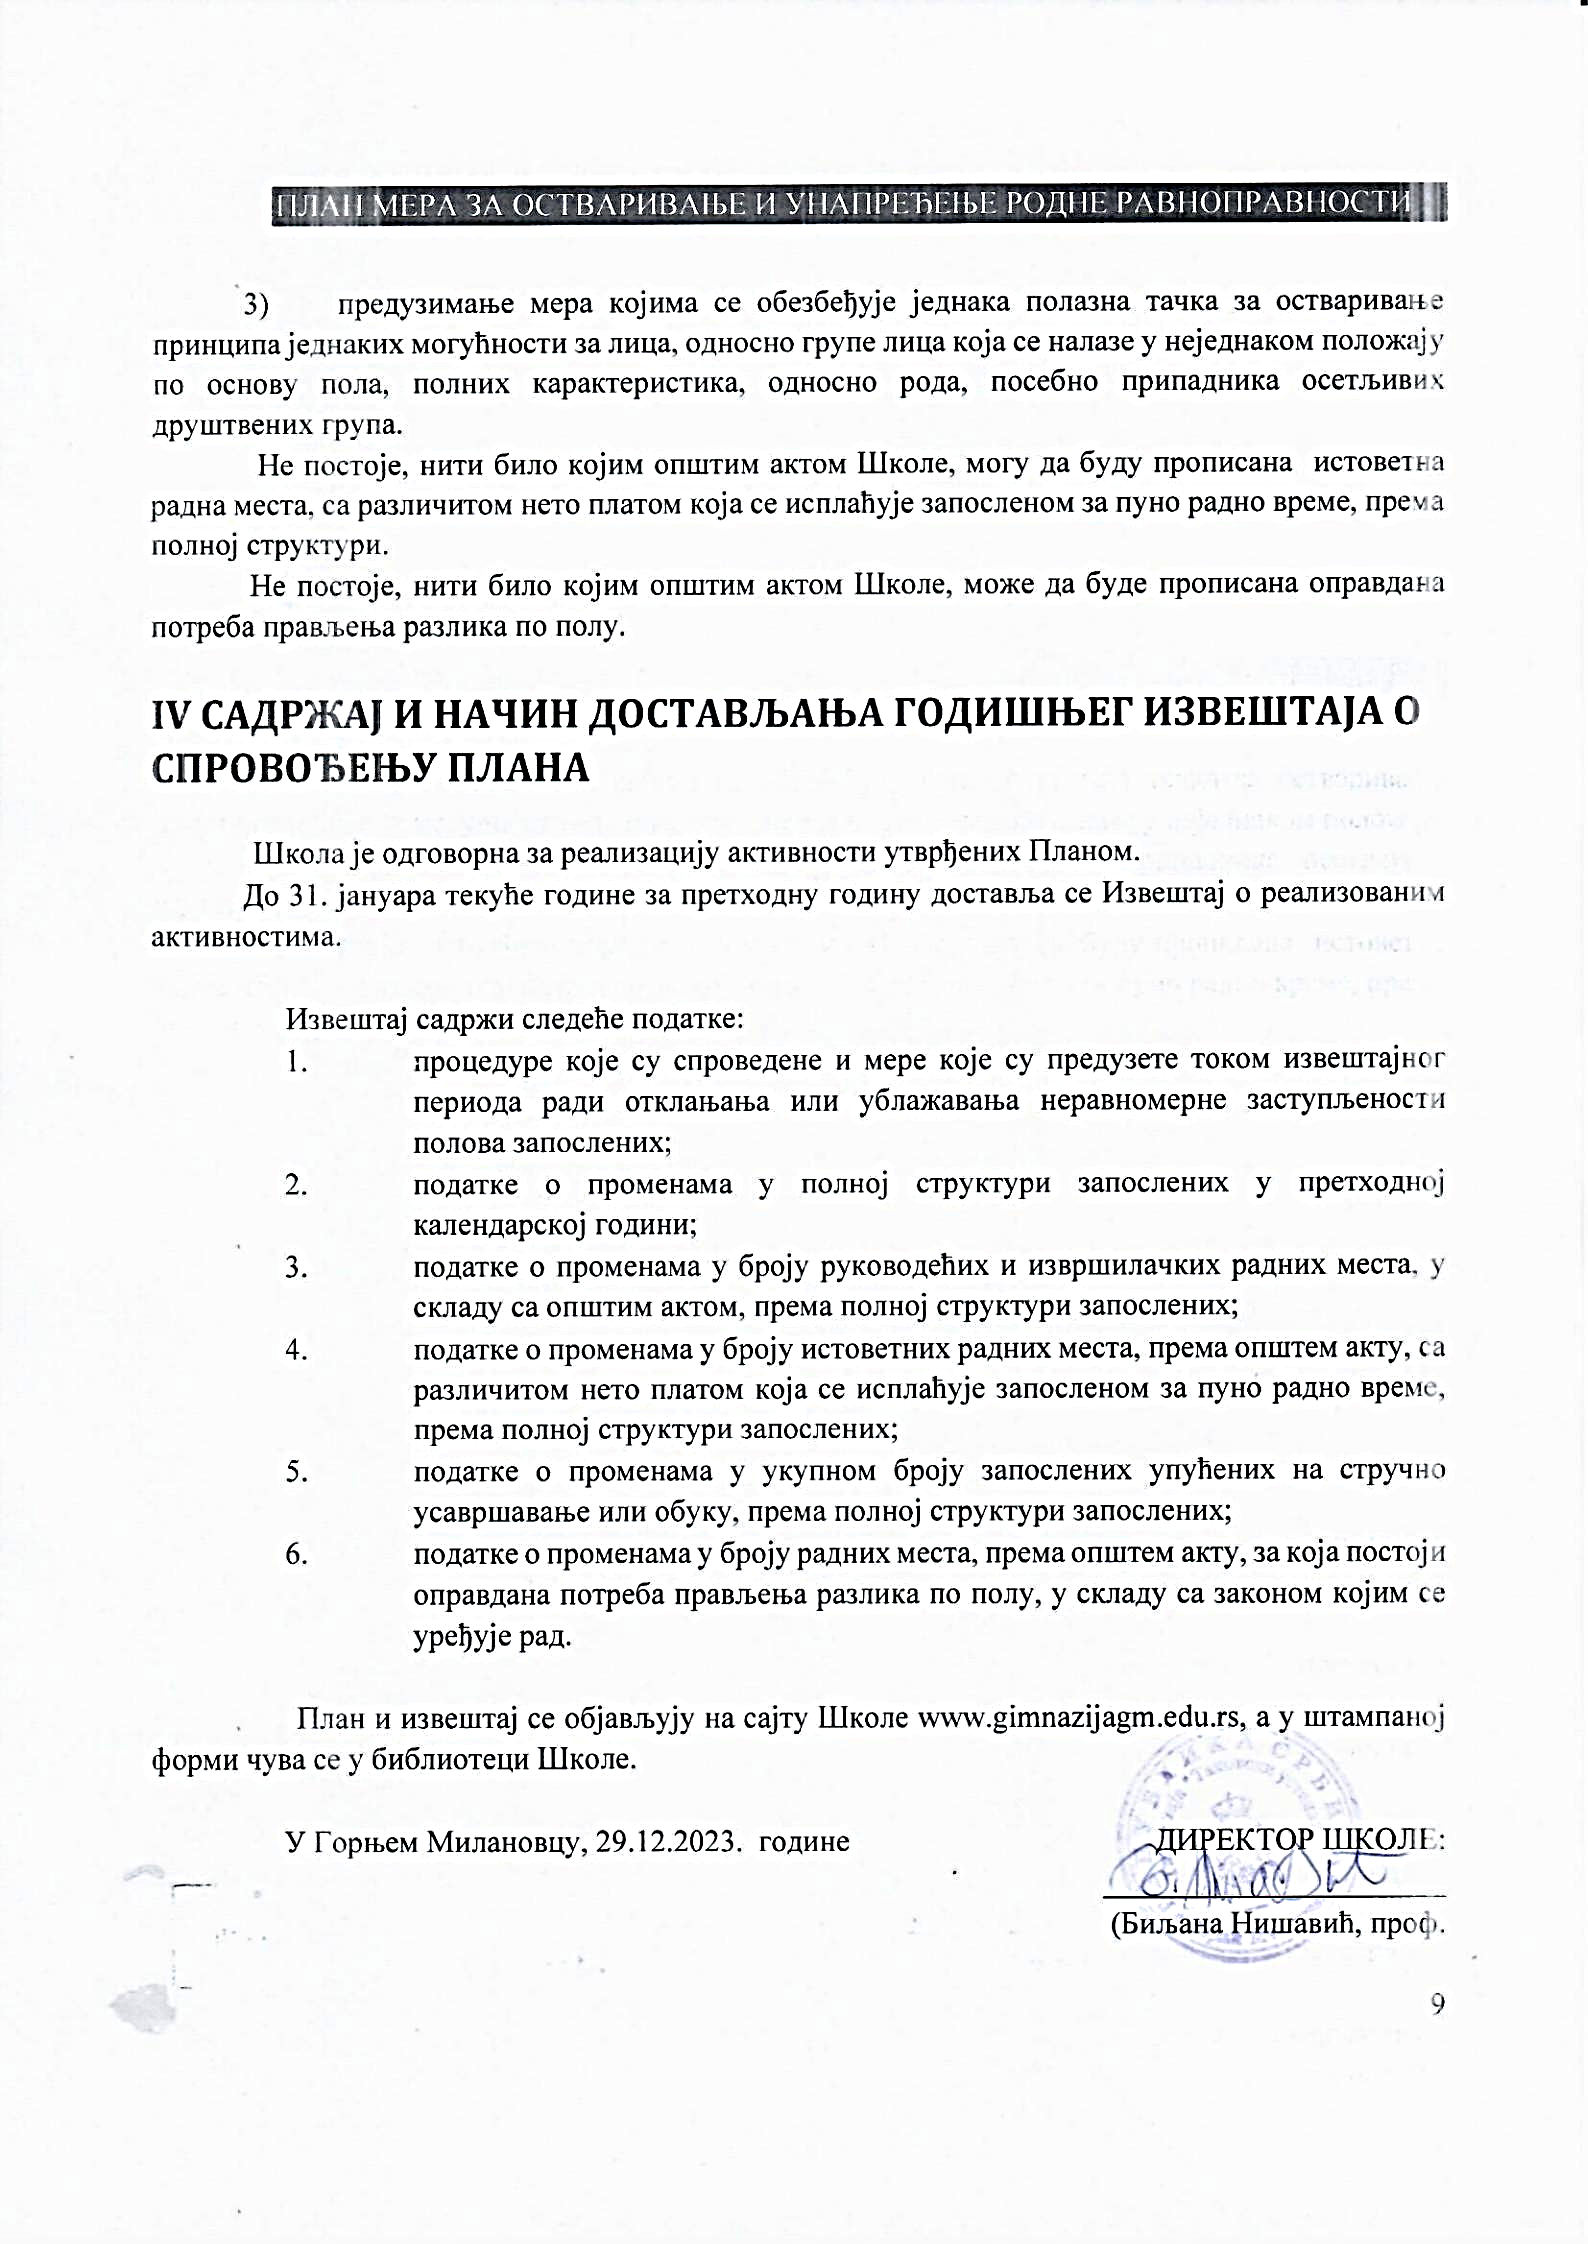 ПЛАН МЕРА ЗА ОСТВАРИВАЊЕ И УНАПРЕЂЕЊЕ РОДНЕ РАВНОПРАВНОСТИ
3) предузимање мера којима се обезбеђује једнака полазна тачка за остваривање
принципа једнаких могућности за лица, односно групе лица која се налазе у неједнаком положају
по основу пола, полних карактеристика, односно рода, посебно припадника осетљивих
друштвених група.
Не постоје, нити било којим општим актом Школе, могу да буду прописана истоветна
радна места, са различитом нето платом која се исплаћује запосленом за пуно радно време, према
полној структури.
Не постоје, нити било којим општим актом Школе, може да буде прописана оправдана
потреба прављења разлика по полу.
IV САДРЖАЈ И НАЧИН ДОСТАВЉАЊА ГОДИШЊЕГ ИЗВЕШТАЈА О
СПРОВОЂЕЊУ ПЛАНА
Школа је одговорна за реализацију активности утврђених Планом.
До 31. јануара текуће године за претходну годину доставља се Извештај о реализованим
активностима.
Извештај садржи следеће податке:
1. процедуре које су спроведене и мере које су предузете током извештајног
периода ради отклањања или ублажавања неравномерне заступљености
полова запослених;
2. податке о променама у полној структури запослених у претходној
календарској години;
3. податке о променама у броју руководећих и извршилачких радних места, у
складу са општим актом, према полној структури запослених;
4. податке о променама у броју истоветних радних места, према општем акту, са
различитом нето платом која се исплаћује запосленом за пуно радно време,
према полној структури запослених;
5. податке о променама у укупном броју запослених упућених на стручно
усавршавање или обуку, према полној структури запослених;
6. податке о променама у броју радних места, према општем акту, за која постоји
оправдана потреба прављења разлика по полу, у складу са законом којим се
уређује рад.
План и извештај се објављују на сајту Школе www.gimnazijagm.edu.rs, а у штампаној
форми чува се у библиотеци Школе.
У Горњем Милановцу, 29.12.2023. године
ДИРЕКТОР ШКОЛЕ:
(Биљана Нишавић, проф.
9